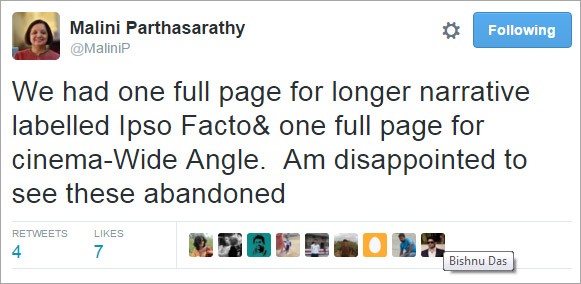 Malini Parthasarathy
@MaliniP
Following
We had one full page for longer narrative
labelled Ipso Facto& one full page for
cinema-Wide Angle.  Am disappointed to
see these abandoned
RETWEETS
4
LIKES
7
Bishnu Das